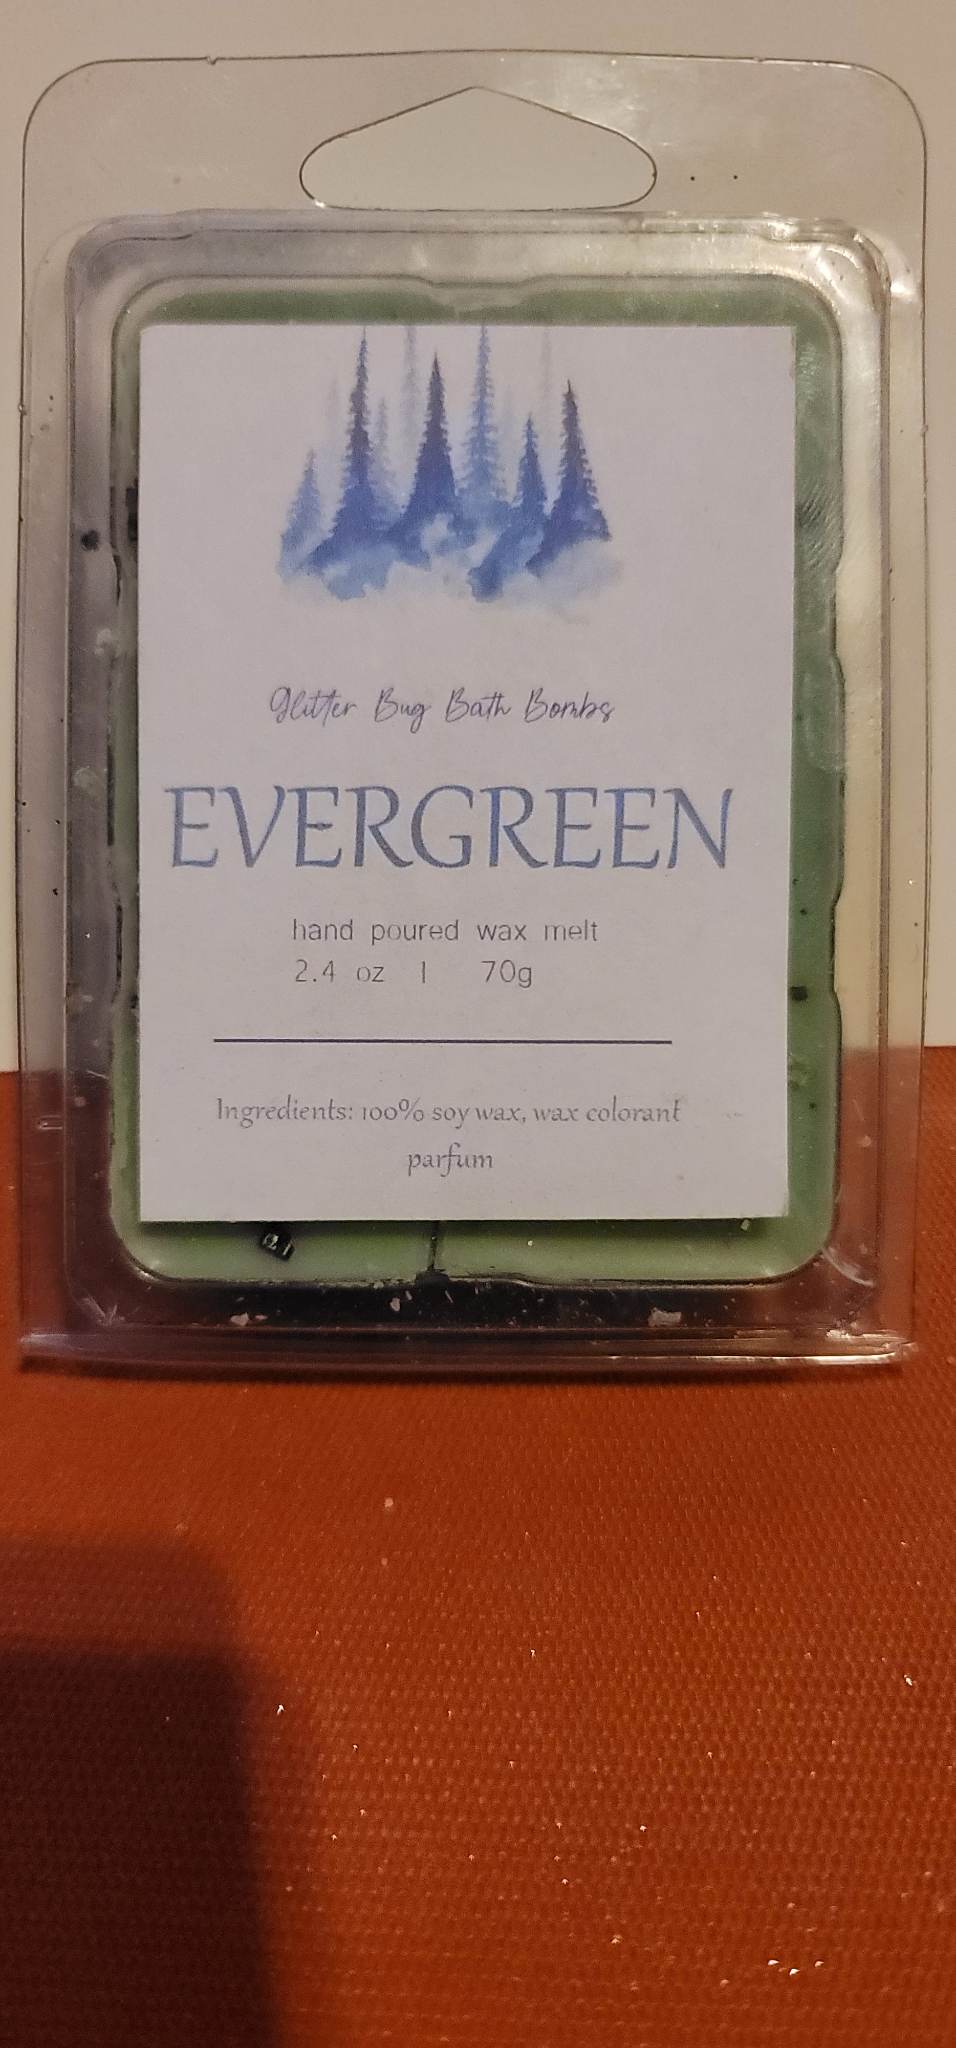 Glitter Bug Bath Bombs
EVERGREEN
hand poured wax melt
2.4 oz | 70g
Ingredients: 100% soy wax, wax colorant
parfum